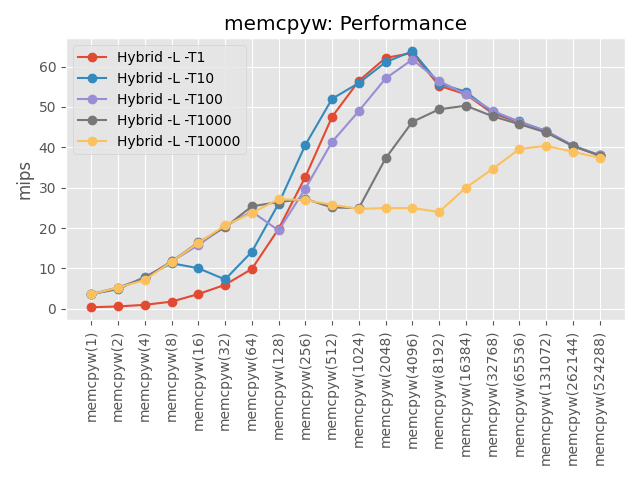 memcpyw: Performance
Hybrid -L -T1
Hybrid -L -T10
Hybrid -L -T100
Hybrid -L -T1000
Hybrid -L -T10000
mips
60
50
40
30
20
10
0
memcpyw(1)
memcpyw(2)
memcpyw(4)
memcpyw(8)
memcpyw(16)
memcpyw(32)
memcpyw(64)
memcpyw(128)
memcpyw(256)
memcpyw(512)
memcpyw(1024)
memcpyw(2048)
memcpyw(4096)
memcpyw(8192)
memcpyw(16384)
memcpyw(32768)
memcpyw(65536)
memcpyw(131072)
memcpyw(262144)
memcpyw(524288)